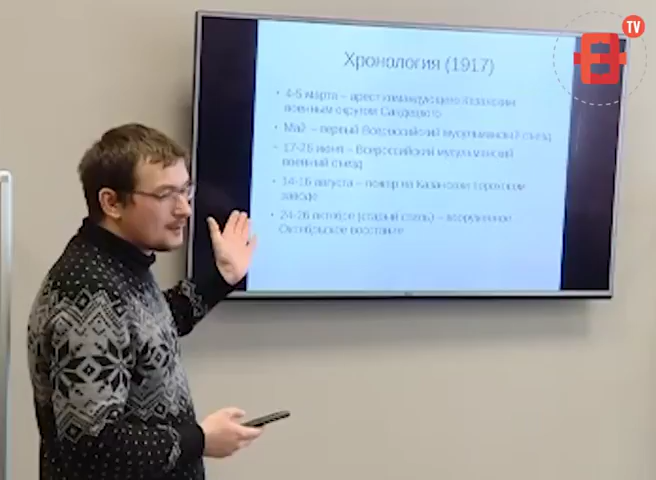 TV
Хронология (1917)
4-5 марта – арест командующего Казанским
военным округом Сандецкого
Май – первый Всероссийский мусульманский съезд
17-26 июня – Всероссийский мусульманский
военный съезд
14-16 августа – пожар на Казанском пороховом
заводе
24-26 октября (старый стиль) – вооруженное
Октябрьское восстание